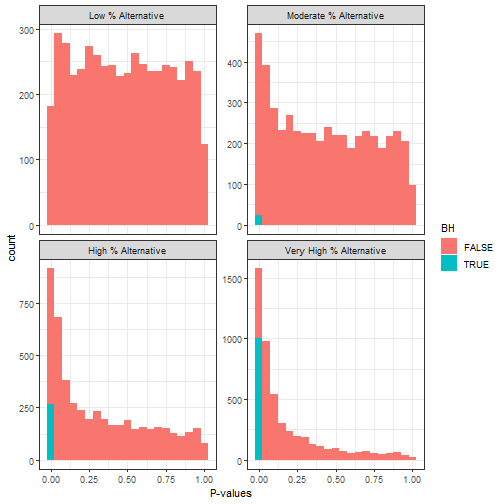 Low % Alternative
Moderate % Alternative
300
200
100
0
400
300
200
100
0
count
High % Alternative
Very High % Alternative
750
500
250
0
1500
1000
500
0
0.00 0.25 0.50 0.75 1.00
0.00 0.25 0.50 0.75 1.00
P-values
BH
FALSE
TRUE